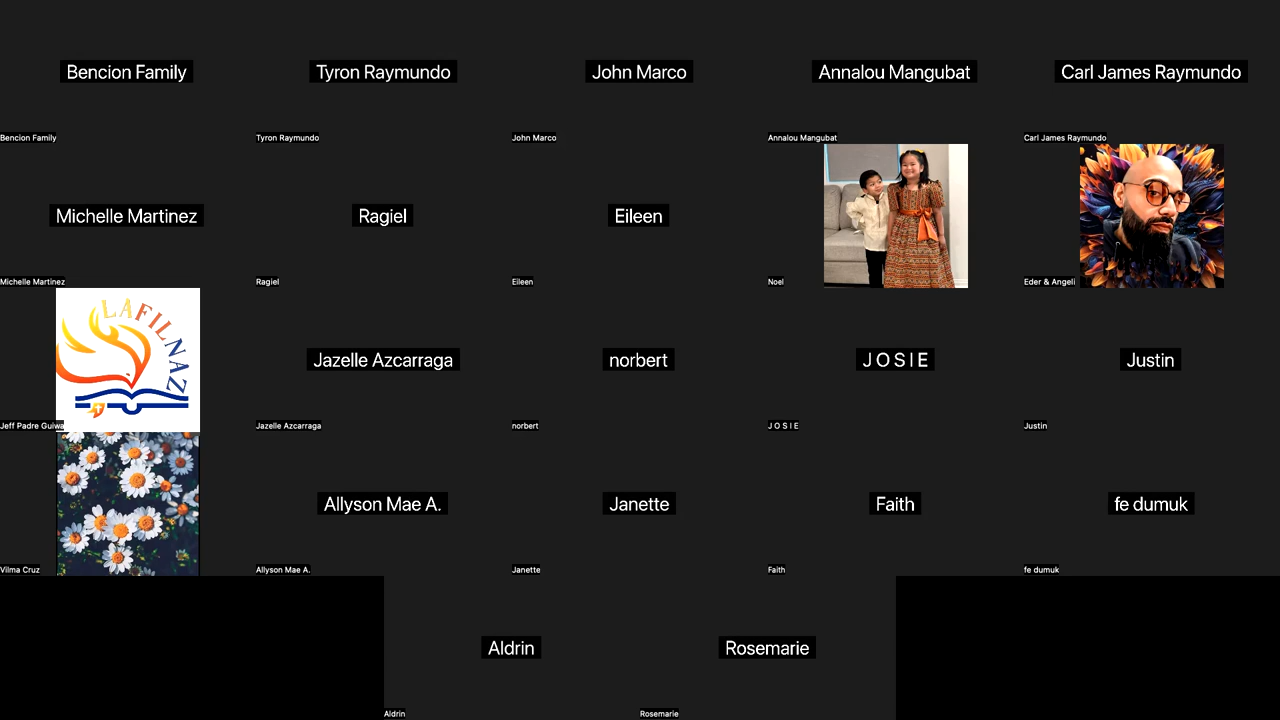 Bencion Family
Tyron Raymundo
John Marco
Annalou Mangubat
Carl James Raymundo
Bencion Family
Tyron Raymundo
John Marco
Annalou Mangubat
Carl James Raymundo
Michelle Martinez
Ragiel
Eileen
Michelle Martinez
Ragiel
Eileen
Noel
Eder & Angeli
LAFILNAZ
Jazelle Azcarraga
norbert
J O S I E
Justin
Jeff Padre Guiwa
Jazelle Azcarraga
norbert
J O S I E
Justin
Allyson Mae A.
Janette
Faith
fe dumuk
Vilma Cruz
Allyson Mae A.
Janette
Faith
fe dumuk
Aldrin
Rosemarie
Aldrin
Rosemarie